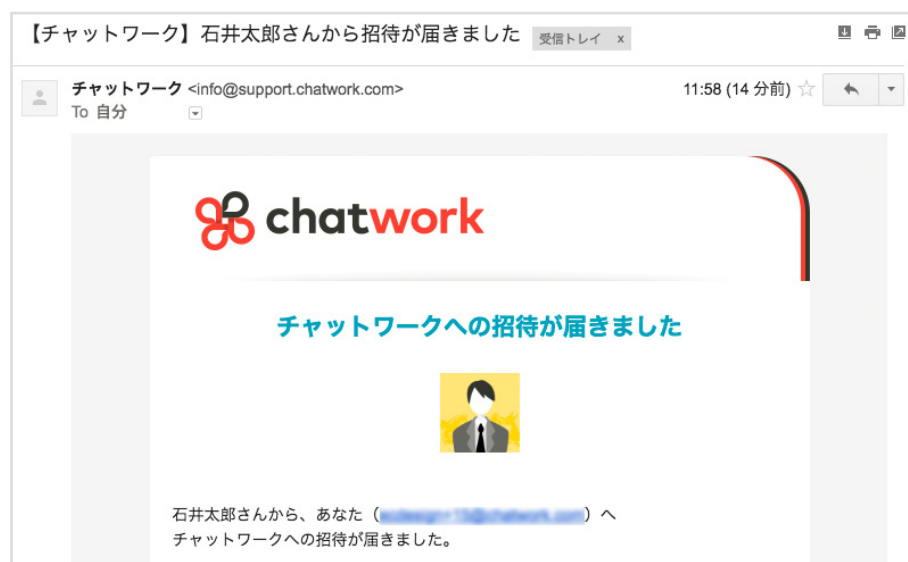 【チャットワーク】石井太郎さんから招待が届きました 受信トレイ x
チャットワーク <info@support.chatwork.com> 11:58 (14 分前)
To 自分
chatwork
チャットワークへの招待が届きました
石井太郎さんから、あなた（）へ
チャットワークへの招待が届きました。